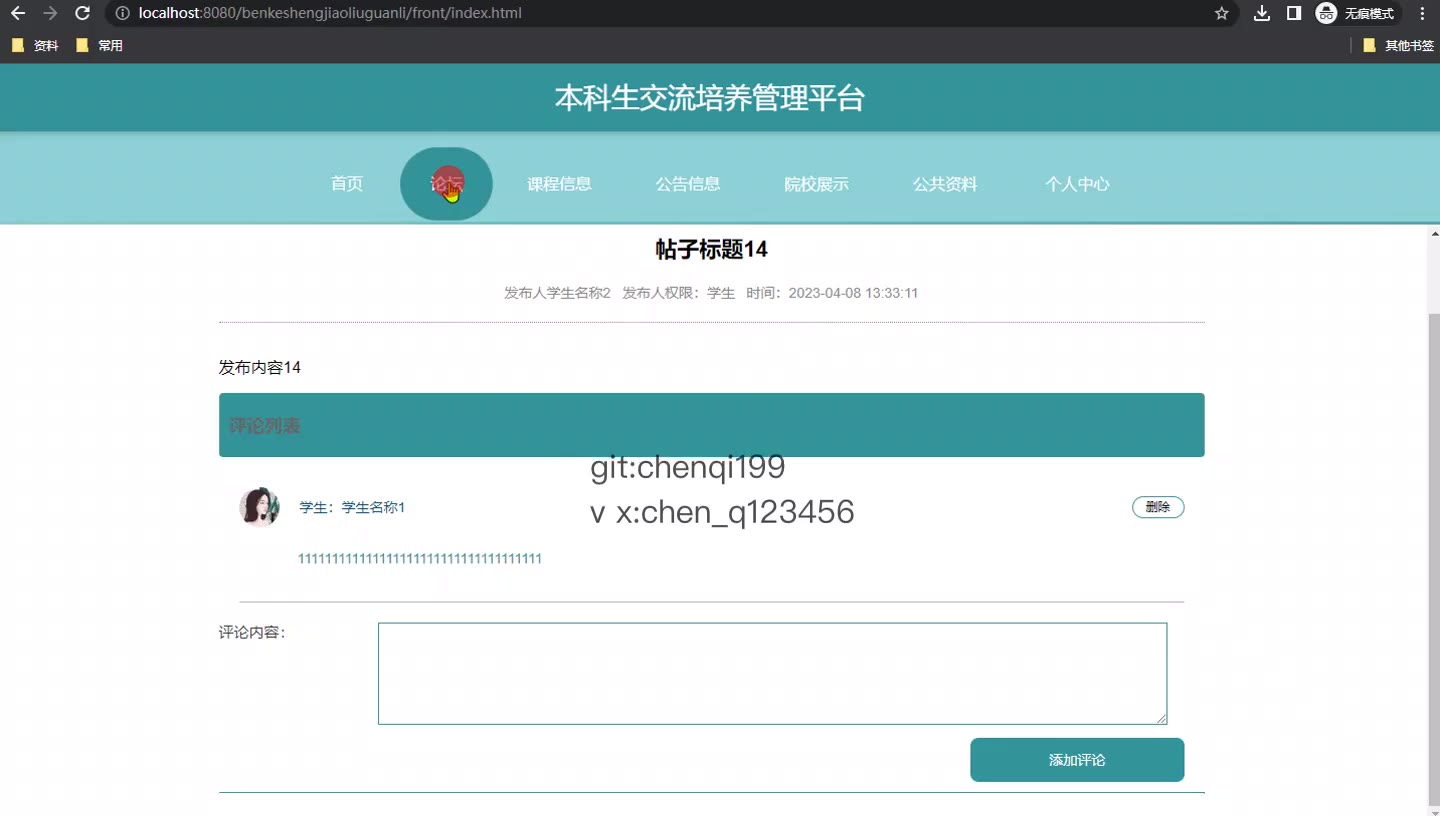 localhost:8080/benkeshengjiaoliuguanli/front/index.html
无痕模式
资料
常用
其他书签
本科生交流培养管理平台
首页
论坛
课程信息
公告信息
院校展示
公共资料
个人中心
帖子标题14
发布人学生名称2 发布人权限：学生 时间：2023-04-08 13:33:11
发布内容14
评论列表
git:chenqi199
v x:chen_q123456
学生：学生名称1
删除
评论内容：
添加评论